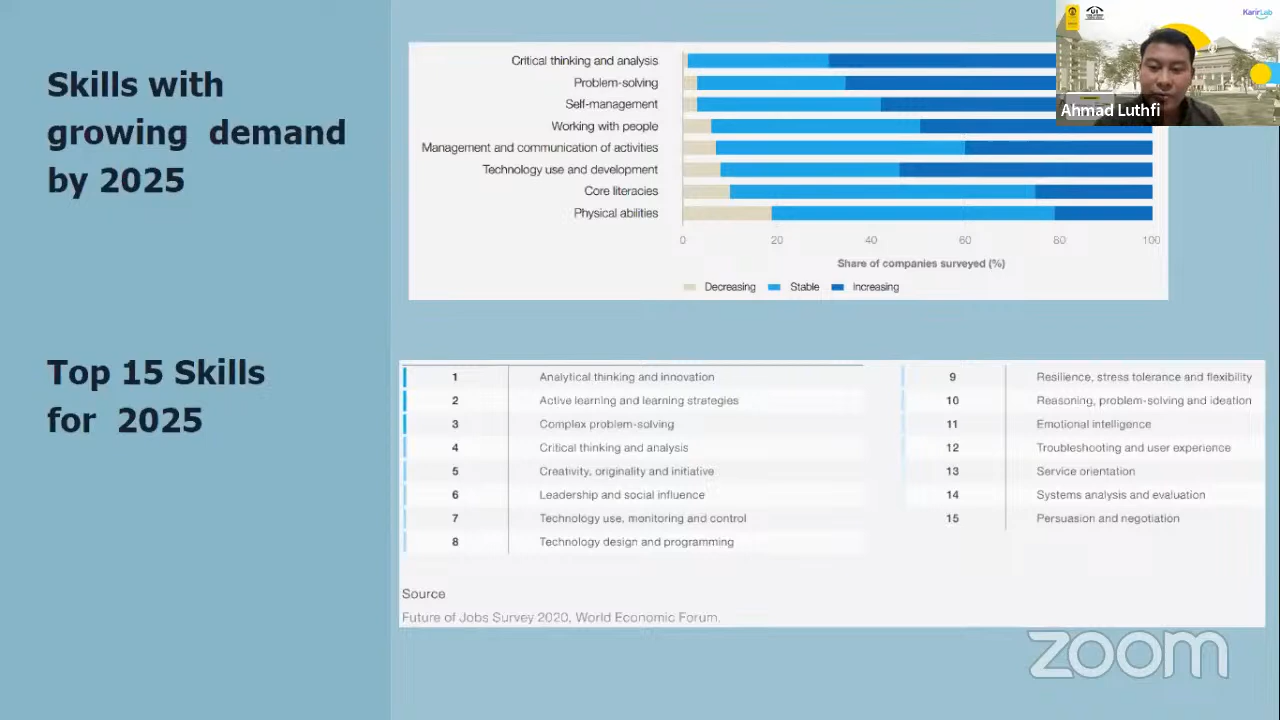 Skills with
growing demand
by 2025
Critical thinking and analysis
Problem-solving
Self-management
Working with people
Management and communication of activities
Technology use and development
Core literacies
Physical abilities
0 20 40 60 80 100
Share of companies surveyed (%)
Decreasing Stable Increasing
KarirLab
Ahmad Luthfi
Top 15 Skills
for 2025
1 Analytical thinking and innovation
2 Active learning and learning strategies
3 Complex problem-solving
4 Critical thinking and analysis
5 Creativity, originality and initiative
6 Leadership and social influence
7 Technology use, monitoring and control
8 Technology design and programming
9 Resilience, stress tolerance and flexibility
10 Reasoning, problem-solving and ideation
11 Emotional intelligence
12 Troubleshooting and user experience
13 Service orientation
14 Systems analysis and evaluation
15 Persuasion and negotiation
Source
Future of Jobs Survey 2020, World Economic Forum.
zoom